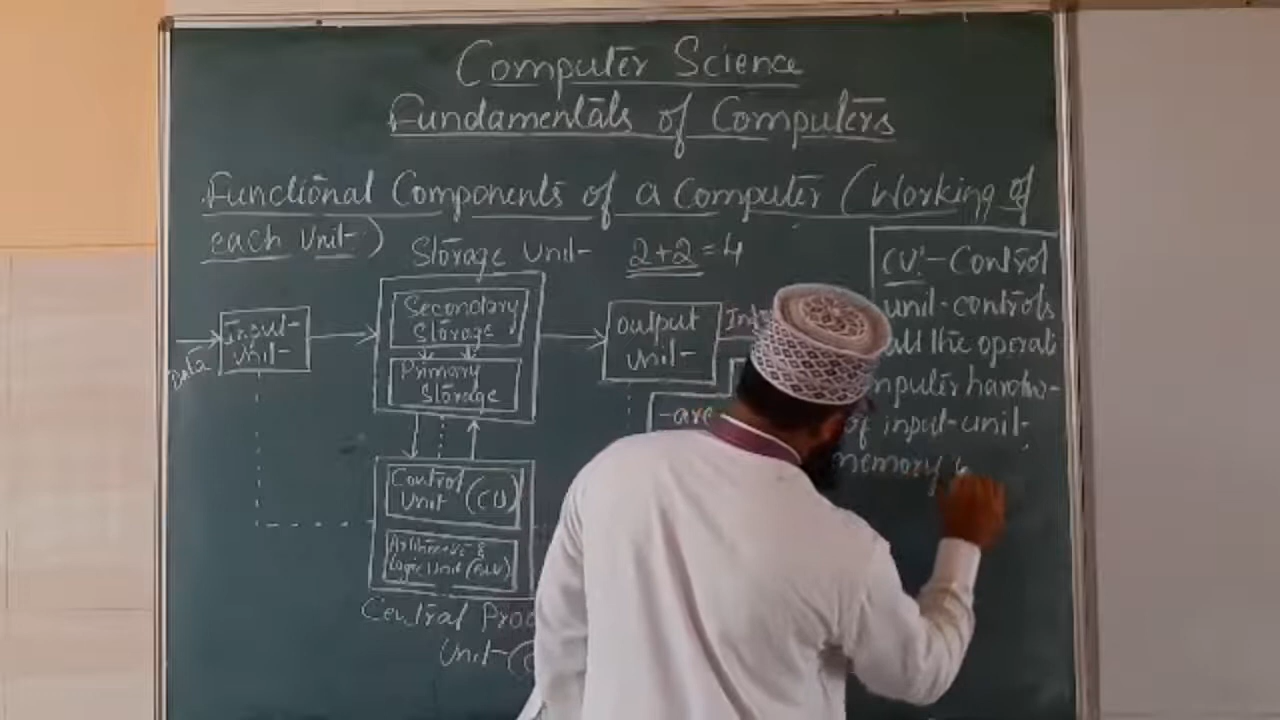 Computer Science
Fundamentals of Computers
Functional Components of a Computer (Working of
each Unit)
Storage Unit
2+2=4
Data
Input
Unit
Secondary
Storage
Primary
Storage
output
unit
Control
Unit (CU)
Arithmetic &
Logic Unit (ALU)
Central
Unit
CU:-Control
unit-controls
all the operati
mputer hardw-
of input-unit-
memory
-are